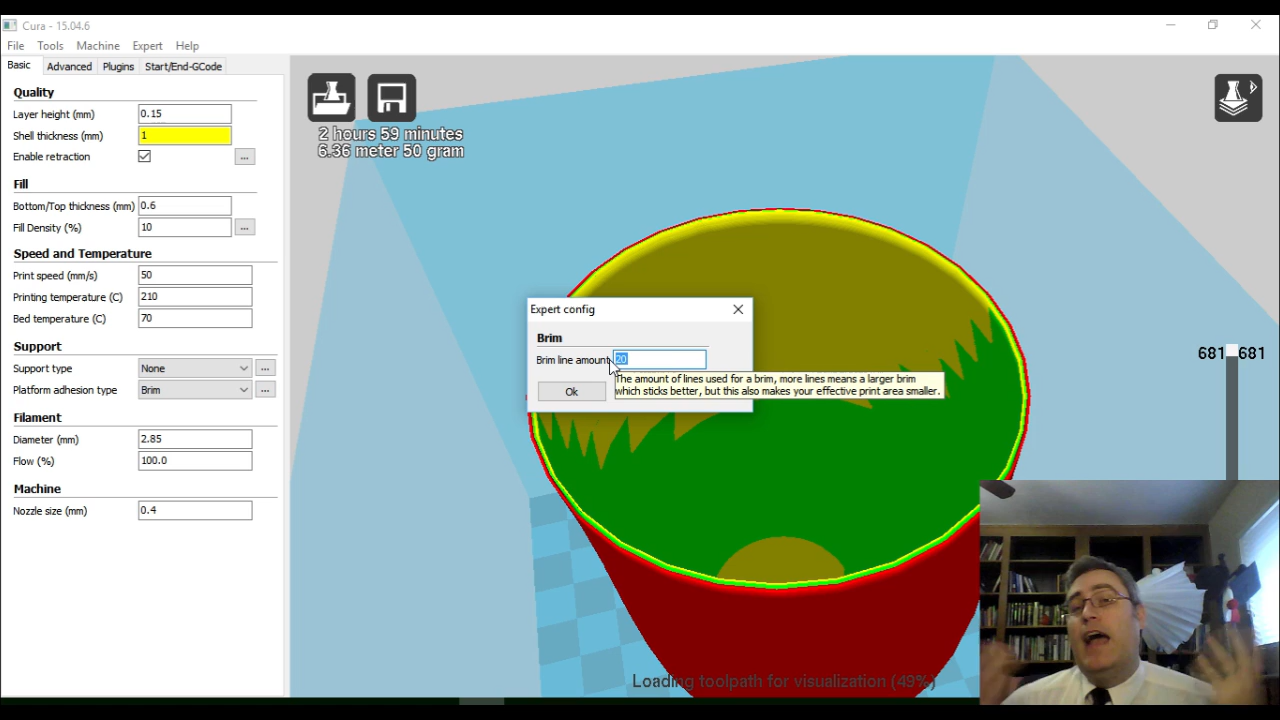 Cura - 15.04.6
File Tools Machine Expert Help
Basic Advanced Plugins Start/End-GCode
Quality
Layer height (mm) 0.15
Shell thickness (mm) 1
Enable retraction ...
Fill
Bottom/Top thickness (mm) 0.6
Fill Density (%) 10 ...
Speed and Temperature
Print speed (mm/s) 50
Printing temperature (C) 210
Bed temperature (C) 70
Support
Support type None ...
Platform adhesion type Brim ...
Filament
Diameter (mm) 2.85
Flow (%) 100.0
Machine
Nozzle size (mm) 0.4
2 hours 59 minutes
6.36 meter 50 gram
Expert config
Brim
Brim line amount 20
Ok
The amount of lines used for a brim, more lines means a larger brim
which sticks better, but this also makes your effective print area smaller.
681 681
Loading toolpath for visualization (49%)